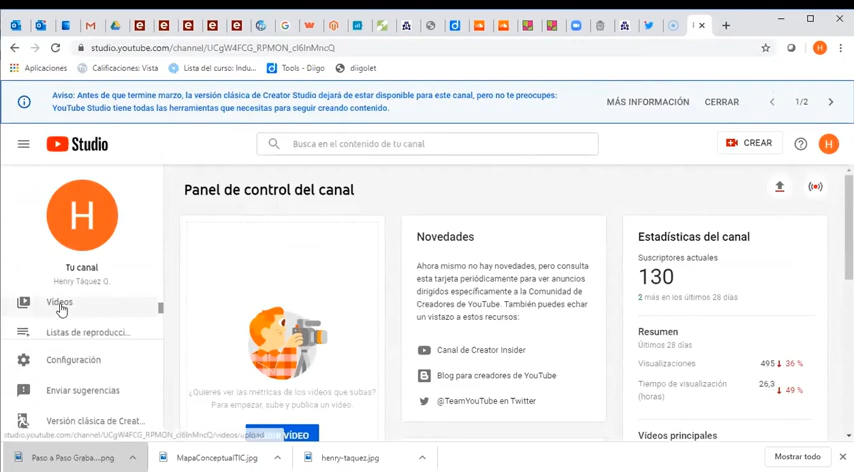 studio.youtube.com/channel/UCgW4FCG_RPMON_cl6lnMncQ
H
Aplicaciones
Calificaciones: Vista
Lista del curso: Indu...
Tools - Diigo
diigolet
Aviso: Antes de que termine marzo, la versión clásica de Creator Studio dejará de estar disponible para este canal, pero no te preocupes:
YouTube Studio tiene todas las herramientas que necesitas para seguir creando contenido.
MÁS INFORMACIÓN
CERRAR
1/2
Studio
Busca en el contenido de tu canal
CREAR
H
H
Tu canal
Henry Táquez Q.
Vídeos
Listas de reproducci...
Configuración
Enviar sugerencias
Versión clásica de Creat...
Panel de control del canal
¿Quieres ver las métricas de los vídeos que subas?
Para empezar, sube y publica un vídeo.
VÍDEO
Novedades
Ahora mismo no hay novedades, pero consulta
esta tarjeta periódicamente para ver anuncios
dirigidos específicamente a la Comunidad de
Creadores de YouTube. También puedes echar
un vistazo a estos recursos:
Canal de Creator Insider
Blog para creadores de YouTube
@TeamYouTube en Twitter
Estadísticas del canal
Suscriptores actuales
130
2 más en los últimos 28 días
Resumen
Últimos 28 días
Visualizaciones 495 36 %
Tiempo de visualización 26,3 49 %
(horas)
Vídeos principales
studio.youtube.com/channel/UCgW4FCG_RPMON_cl6lnMncQ/videos/upload
Paso a Paso Graba....png
MapaConceptualTIC.jpg
henry-taquez.jpg
Mostrar todo